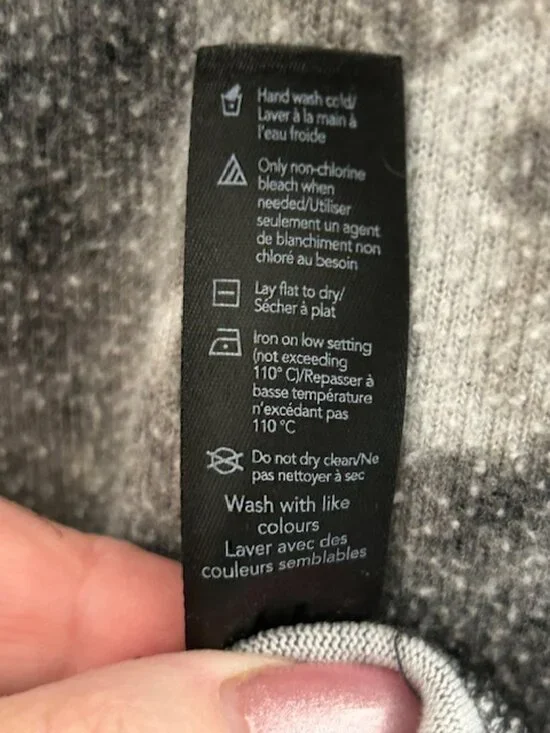 Hand wash cold/
Laver à la main à
l'eau froide
Only non-chlorine
bleach when
needed/Utiliser
seulement un agent
de blanchiment non
chloré au besoin
Lay flat to dry/
Sécher à plat
Iron on low setting
(not exceeding
110° C)/Repasser à
basse température
n'excédant pas
110 °C
Do not dry clean/Ne
pas nettoyer à sec
Wash with like
colours
Laver avec des
couleurs semblables